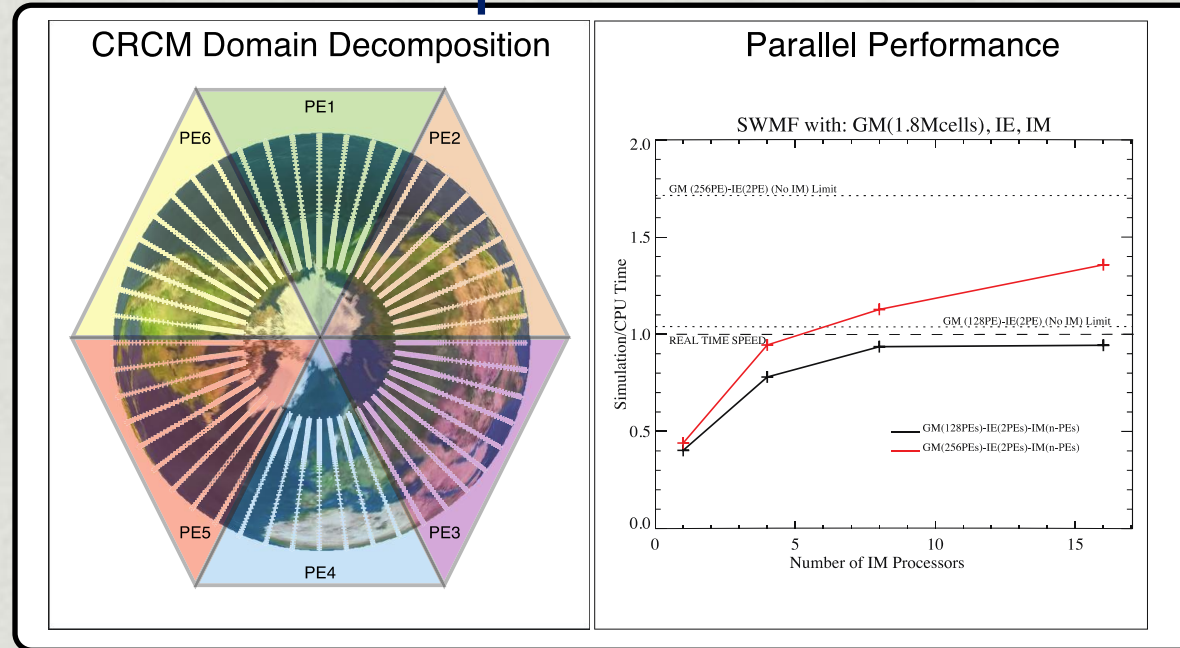 CRCM Domain Decomposition
PE1
PE6
PE2
PE5
PE3
PE4
Parallel Performance
SWMF with: GM(1.8Mcells), IE, IM
2.0
GM (256PE)-IE(2PE) (No IM) Limit
1.5
GM (128PE)-IE(2PE) (No IM) Limit
1.0
REAL TIME SPEED
Simulation/CPU Time
GM(128PEs)-IE(2PEs)-IM(n-PEs)
0.5
GM(256PEs)-IE(2PEs)-IM(n-PEs)
0.0
0
5
10
15
Number of IM Processors